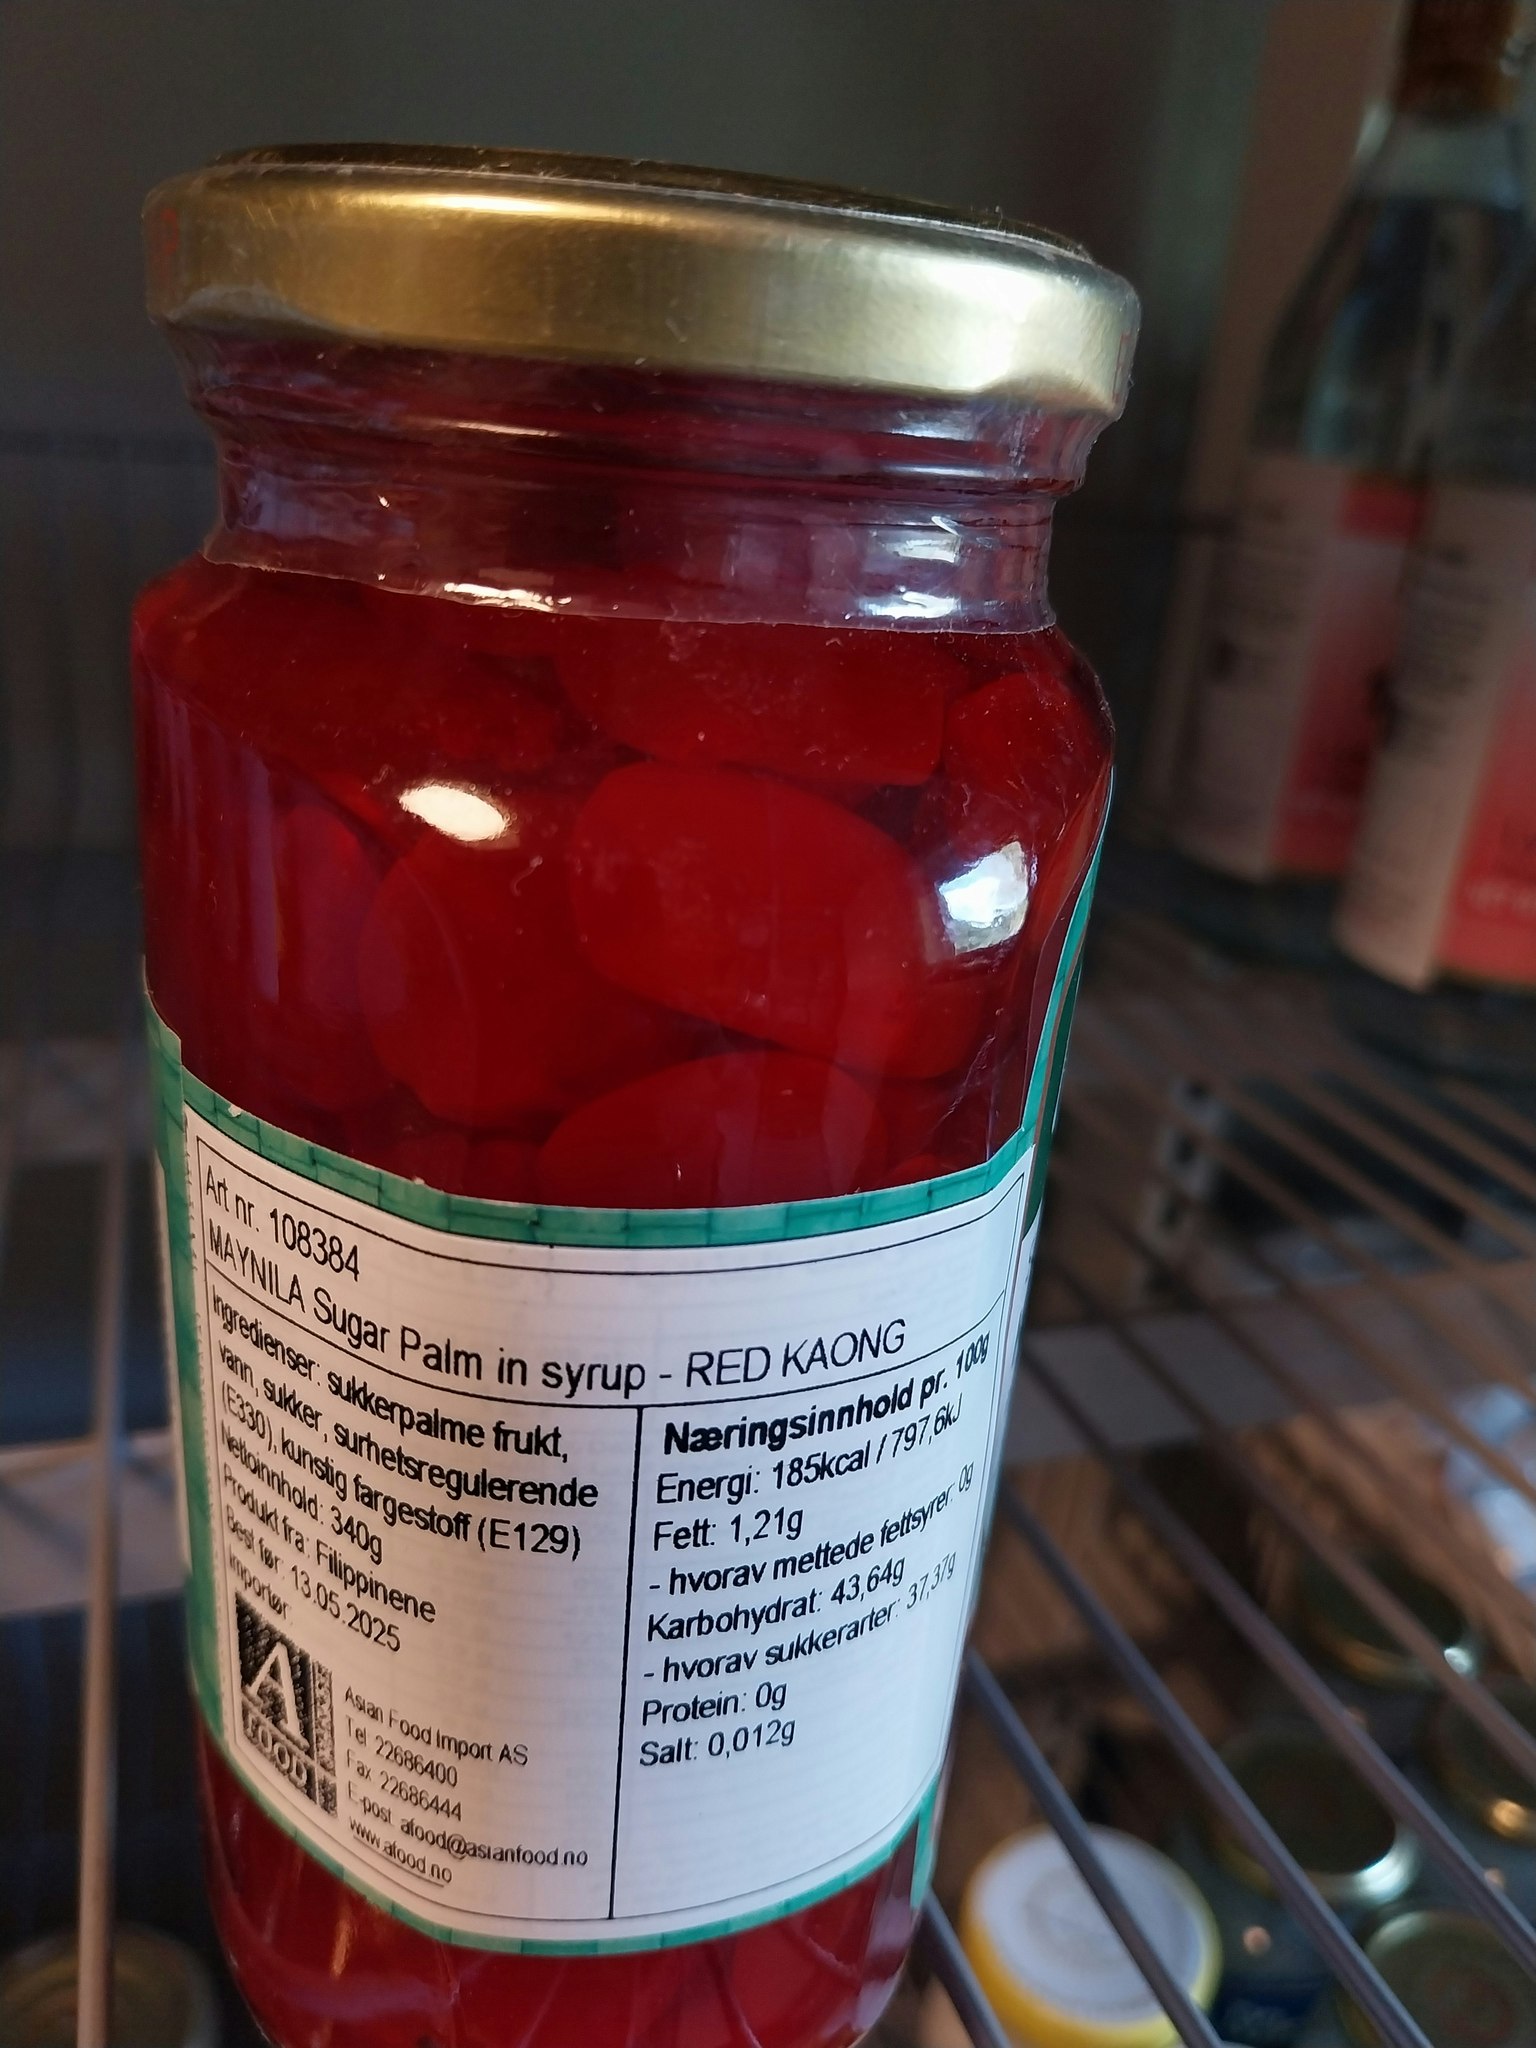 Art nr. 108384
MAYNILA Sugar Palm in syrup - RED KAONG
Ingredienser: sukkerpalme frukt,
vann, sukker, surhetsregulerende
(E330), kunstig fargestoff (E129)
Nettoinnhold: 340g
Produkt fra: Filippinene
Best før: 13.05.2025
Importør:
A
FOOD
Asian Food Import AS
Tel 22686400
Fax 22686444
E-post afood@asianfood.no
www.afood.no
Næringsinnhold pr. 100g
Energi: 185kcal / 797,6kJ
Fett: 1,21g
- hvorav mettede fettsyrer: 0g
Karbohydrat: 43,64g
- hvorav sukkerarter: 37,37g
Protein: 0g
Salt: 0,012g